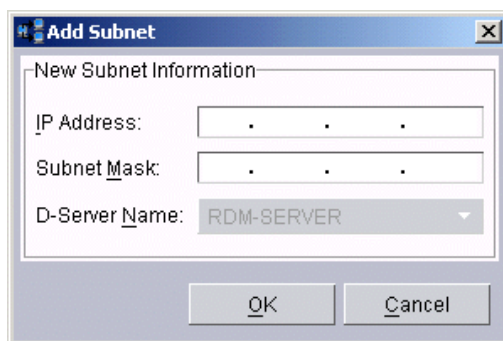 Add Subnet
New Subnet Information
IP Address: . . .
Subnet Mask: . . .
D-Server Name: RDM-SERVER
OK Cancel